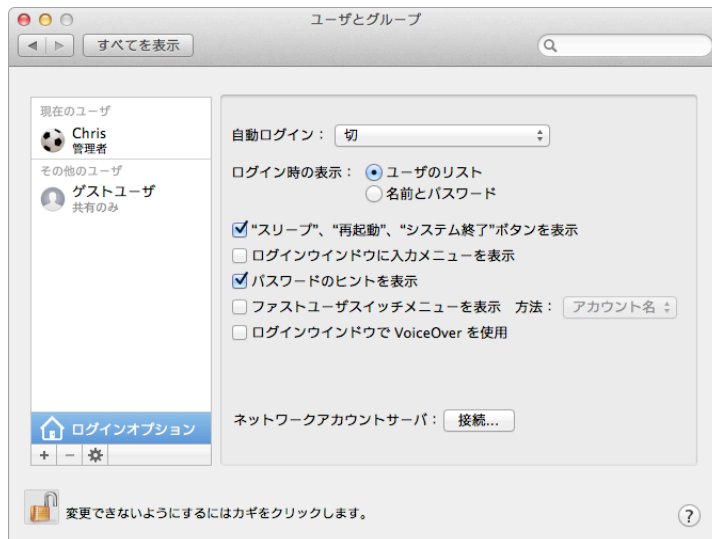 ユーザとグループ
すべてを表示
現在のユーザ
Chris
管理者
その他のユーザ
ゲストユーザ
共有のみ
ログインオプション
自動ログイン： 切
ログイン時の表示： ユーザのリスト
名前とパスワード
“スリープ”、“再起動”、“システム終了”ボタンを表示
ログインウインドウに入力メニューを表示
パスワードのヒントを表示
ファストユーザスイッチメニューを表示 方法： アカウント名
ログインウインドウで VoiceOver を使用
ネットワークアカウントサーバ： 接続...
変更できないようにするにはカギをクリックします。